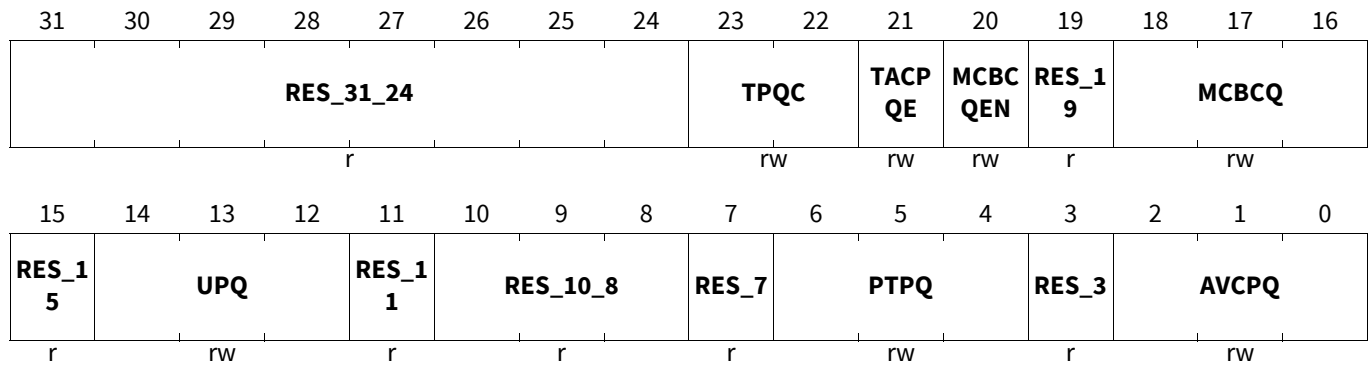 31 30 29 28 27 26 25 24 23 22 21 20 19 18 17 16
RES_31_24 TPQC TACP MCBC RES_1 MCBCQ
QE QEN 9
r rw rw rw r rw
15 14 13 12 11 10 9 8 7 6 5 4 3 2 1 0
RES_1 UPQ RES_1 RES_10_8 RES_7 PTPQ RES_3 AVCPQ
5 1
r rw r r r rw r rw